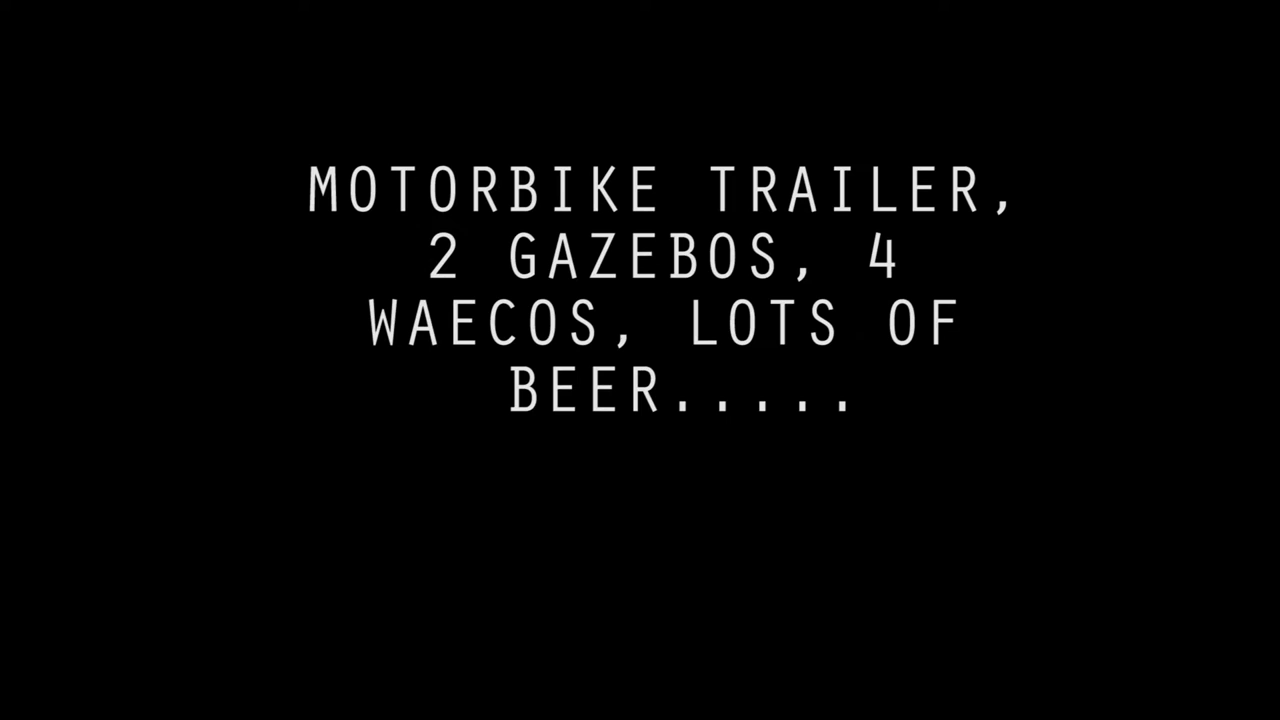 MOTORBIKE TRAILER,
2 GAZEBOS, 4
WAECOS, LOTS OF
BEER.....